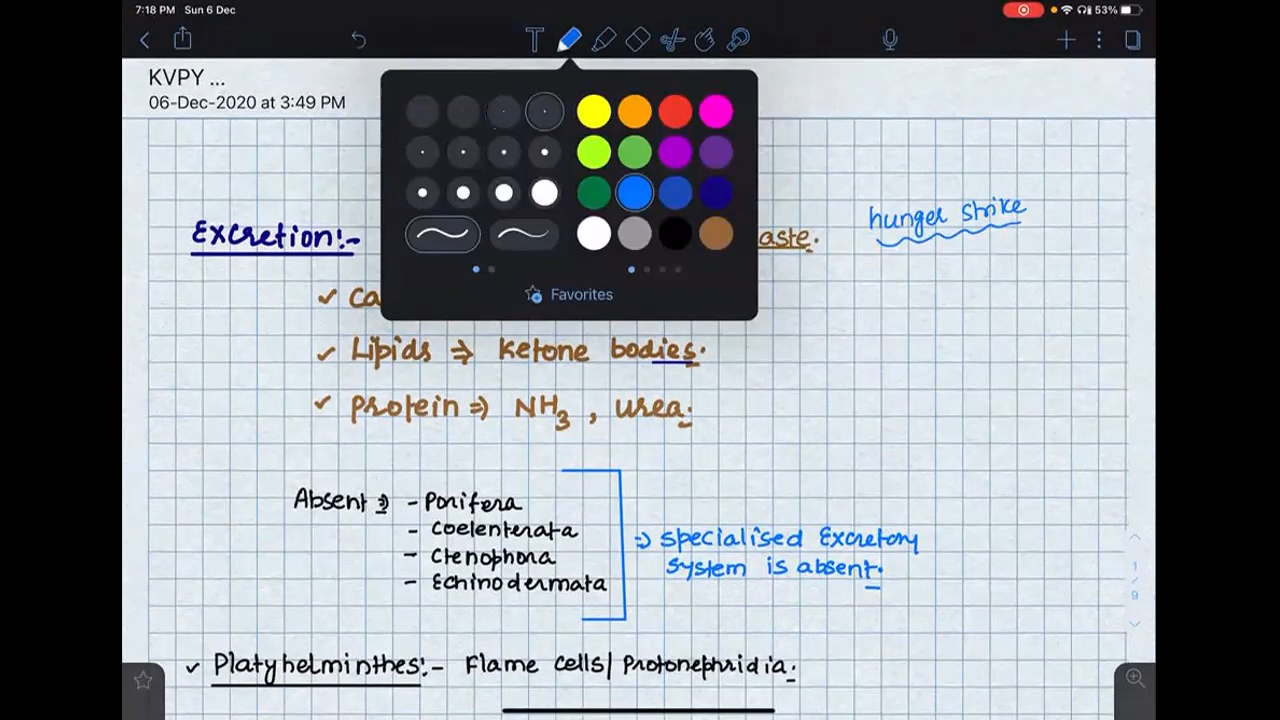 7:18 PM Sun 6 Dec
53%
T
KVPY ...
06-Dec-2020 at 3:49 PM
hunger strike
Excretion:- aste.
✓ Ca
Favorites
✓ Lipids ⇒ Ketone bodies.
✓ Protein ⇒ NH3, urea.
Absent ⇒ - Porifera
- Coelenterata
- Ctenophora
- Echinodermata
⇒ specialised Excretory
system is absent.
1
/
9
✓ Platyhelminthes:- Flame cells/Protonephridia.